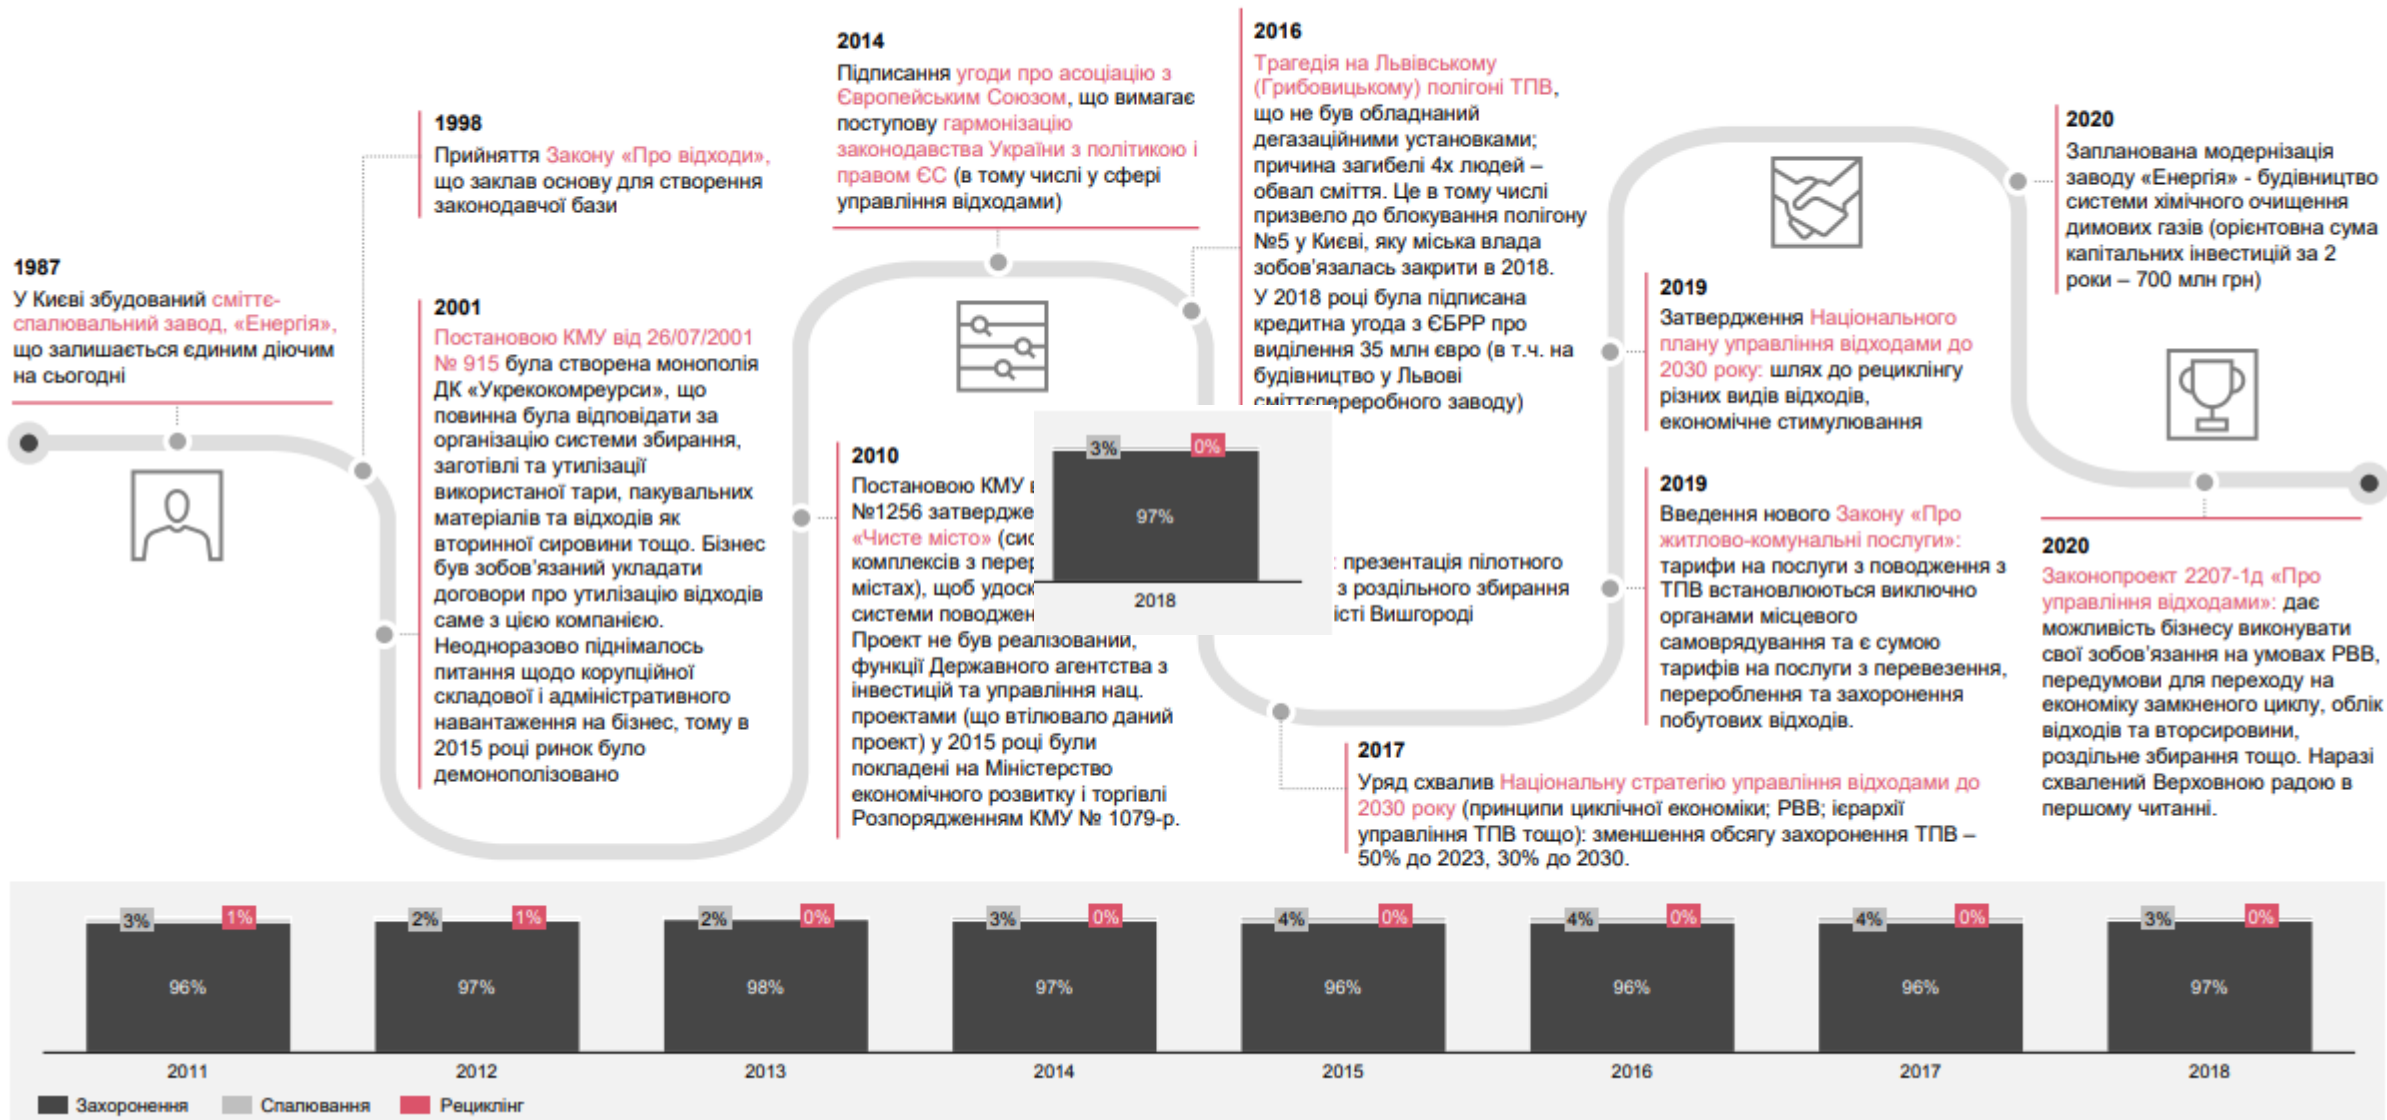 1987
У Києві збудований сміттє-
спалювальний завод, «Енергія»,
що залишається єдиним діючим
на сьогодні
1998
Прийняття Закону «Про відходи»,
що заклав основу для створення
законодавчої бази
2001
Постановою КМУ від 26/07/2001
№ 915 була створена монополія
ДК «Укрекокомреурси», що
повинна була відповідати за
організацію системи збирання,
заготівлі та утилізації
використаної тари, пакувальних
матеріалів та відходів як
вторинної сировини тощо. Бізнес
був зобов'язаний укладати
договори про утилізацію відходів
саме з цією компанією.
Неодноразово піднімалось
питання щодо корупційної
складової і адміністративного
навантаження на бізнес, тому в
2015 році ринок було
демонополізовано
2014
Підписання угоди про асоціацію з
Європейським Союзом, що вимагає
поступову гармонізацію
законодавства України з політикою і
правом ЄС (в тому числі у сфері
управління відходами)
2010
Постановою КМУ
№1256
«Чисте місто»
комплексів з
містах), щоб
системи
Проект не був реалізований,
функції Державного агентства з
інвестицій та управління нац.
проектами (що втілювало даний
проект) у 2015 році були
покладені на Міністерство
економічного розвитку і торгівлі
Розпорядженням КМУ № 1079-р.
3% 0%
97%
2018
2016
Трагедія на Львівському
(Грибовицькому) полігоні ТПВ,
що не був обладнаний
дегазаційними установками;
причина загибелі 4х людей –
обвал сміття. Це в тому числі
призвело до блокування полігону
№5 у Києві, яку міська влада
зобов'язалась закрити в 2018.
У 2018 році була підписана
кредитна угода з ЄБРР про
виділення 35 млн євро (в т.ч. на
будівництво у Львові
сміттєпереробного заводу)
: презентація пілотного
з роздільного збирання
Вишгороді
2017
Уряд схвалив Національну стратегію управління відходами до
2030 року (принципи циклічної економіки; РВВ; ієрархії
управління ТПВ тощо): зменшення обсягу захоронення ТПВ –
50% до 2023, 30% до 2030.
2019
Затвердження Національного
плану управління відходами до
2030 року: шлях до рециклінгу
різних видів відходів,
економічне стимулювання
2019
Введення нового Закону «Про
житлово-комунальні послуги»:
тарифи на послуги з поводження з
ТПВ встановлюються виключно
органами місцевого
самоврядування та є сумою
тарифів на послуги з перевезення,
перероблення та захоронення
побутових відходів.
2020
Запланована модернізація
заводу «Енергія» - будівництво
системи хімічного очищення
димових газів (орієнтовна сума
капітальних інвестицій за 2
роки – 700 млн грн)
2020
Законопроект 2207-1д «Про
управління відходами»: дає
можливість бізнесу виконувати
свої зобов'язання на умовах РВВ,
передумови для переходу на
економіку замкненого циклу, облік
відходів та вторсировини,
роздільне збирання тощо. Наразі
схвалений Верховною радою в
першому читанні.
3% 1% 2% 1% 2% 0% 3% 0% 4% 0% 4% 0% 4% 0% 3% 0%
96% 97% 98% 97% 96% 96% 96% 97%
2011 2012 2013 2014 2015 2016 2017 2018
Захоронення Спалювання Рециклінг